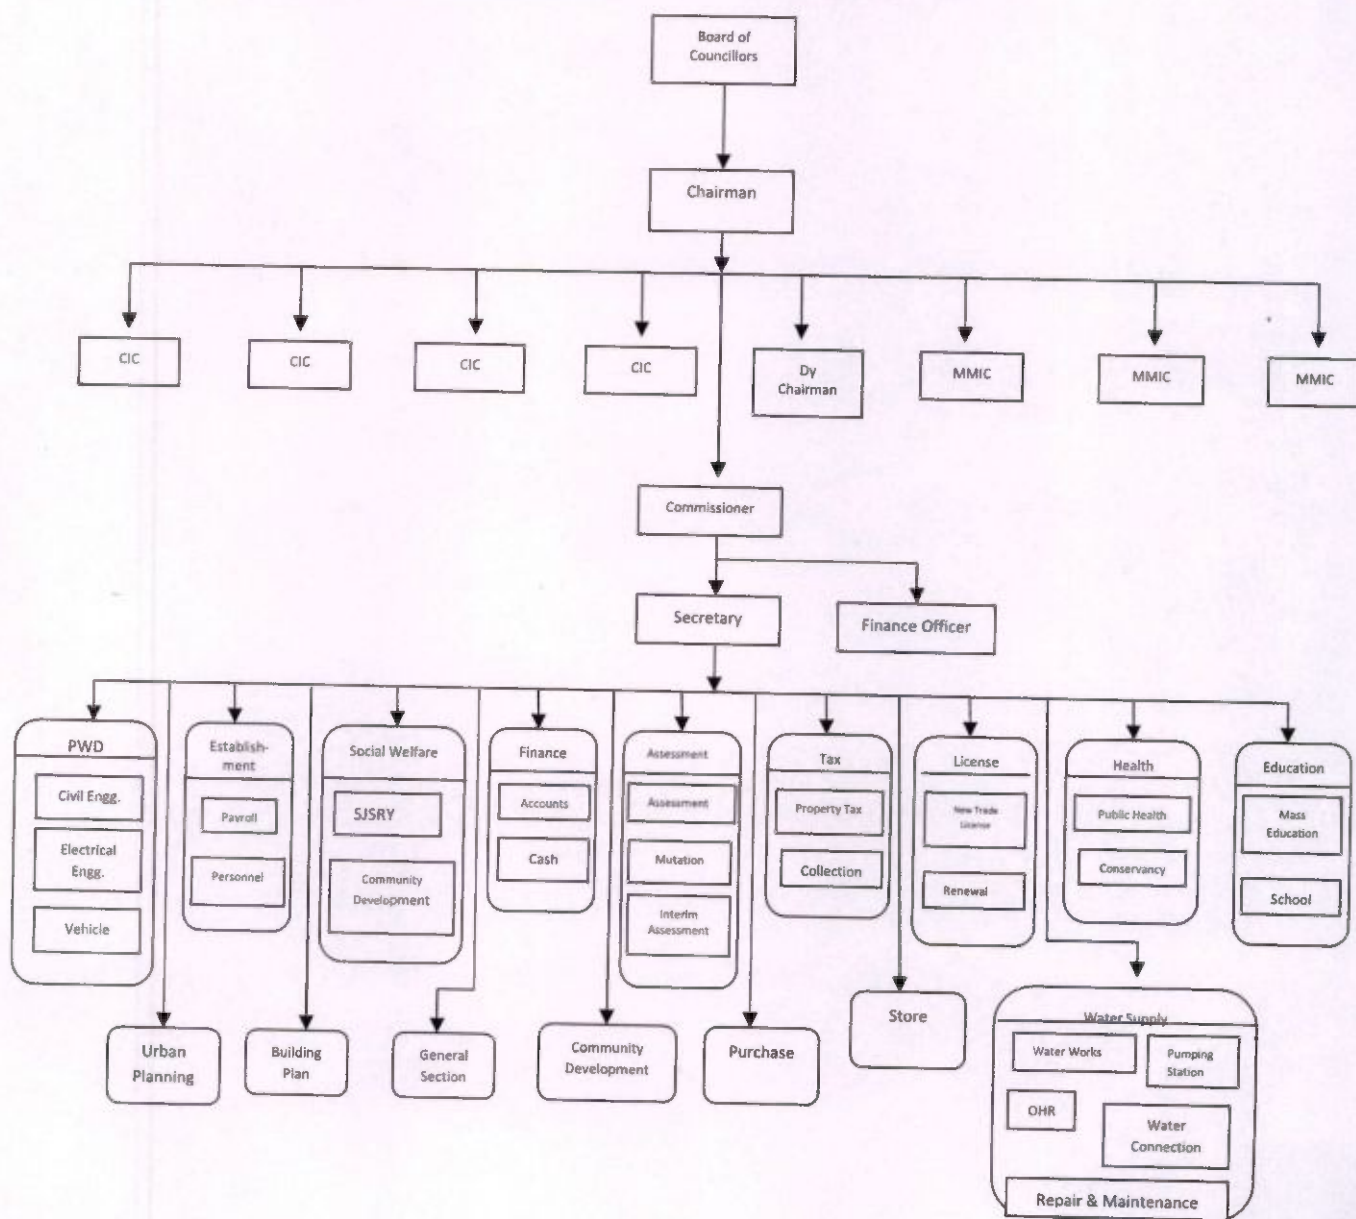 Board of
Councillors
Chairman
CIC
CIC
CIC
CIC
Dy
Chairman
MMIC
MMIC
MMIC
Commissioner
Secretary
Finance Officer
PWD
Civil Engg.
Electrical
Engg.
Vehicle
Establish-
ment
Payroll
Personnel
Social Welfare
SJSRY
Community
Development
Finance
Accounts
Cash
Assessment
Assessment
Mutation
Interim
Assessment
Tax
Property Tax
Collection
License
New Trade
License
Renewal
Health
Public Health
Conservancy
Education
Mass
Education
School
Urban
Planning
Building
Plan
General
Section
Community
Development
Purchase
Store
Water Supply
Water Works
Pumping
Station
OHR
Water
Connection
Repair & Maintenance